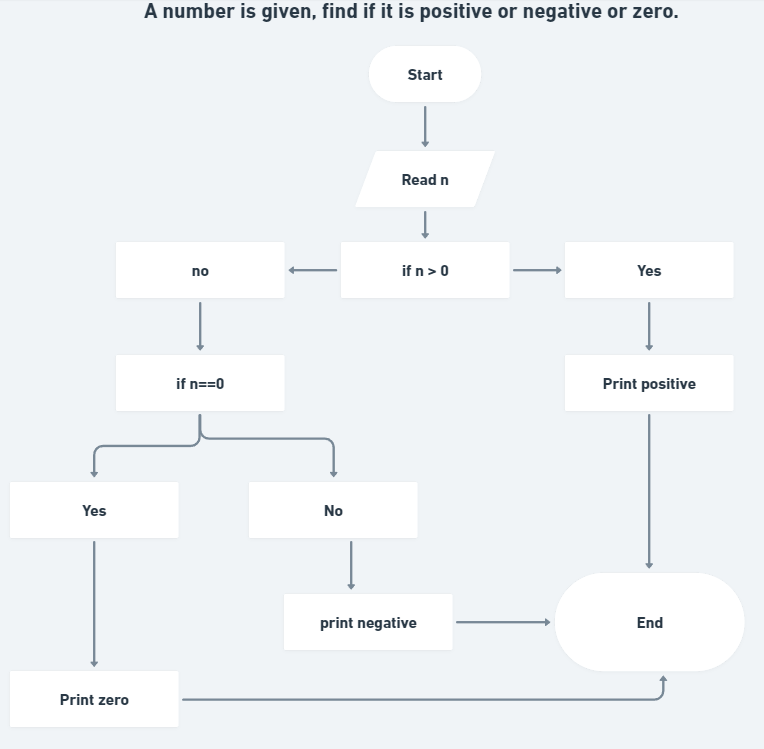 A number is given, find if it is positive or negative or zero.
Start
Read n
no
if n > 0
Yes
if n==0
Print positive
Yes
No
print negative
End
Print zero